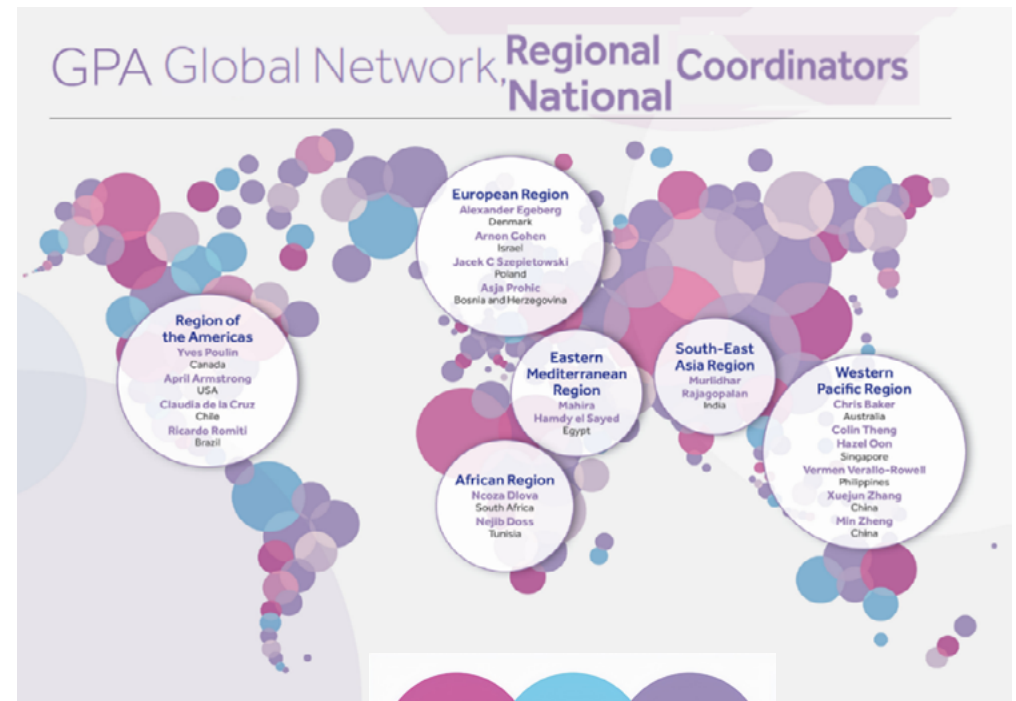 GPA Global Network, Regional National Coordinators
European Region
Alexander Egeberg
Denmark
Arnon Cohen
Israel
Jacek C Szepietowski
Poland
Asja Prohic
Bosnia and Herzegovina
Region of
the Americas
Yves Poulin
Canada
April Armstrong
USA
Claudia de la Cruz
Chile
Ricardo Romiti
Brazil
Eastern
Mediterranean
Region
Mahira
Hamdy el Sayed
Egypt
South-East
Asia Region
Murlidhar
Rajagopalan
India
Western
Pacific Region
Chris Baker
Australia
Colin Theng
Hazel Oon
Singapore
Vermen Verallo-Rowell
Philippines
Xuejun Zhang
China
Min Zheng
China
African Region
Ncoza Dlova
South Africa
Nejib Doss
Tunisia